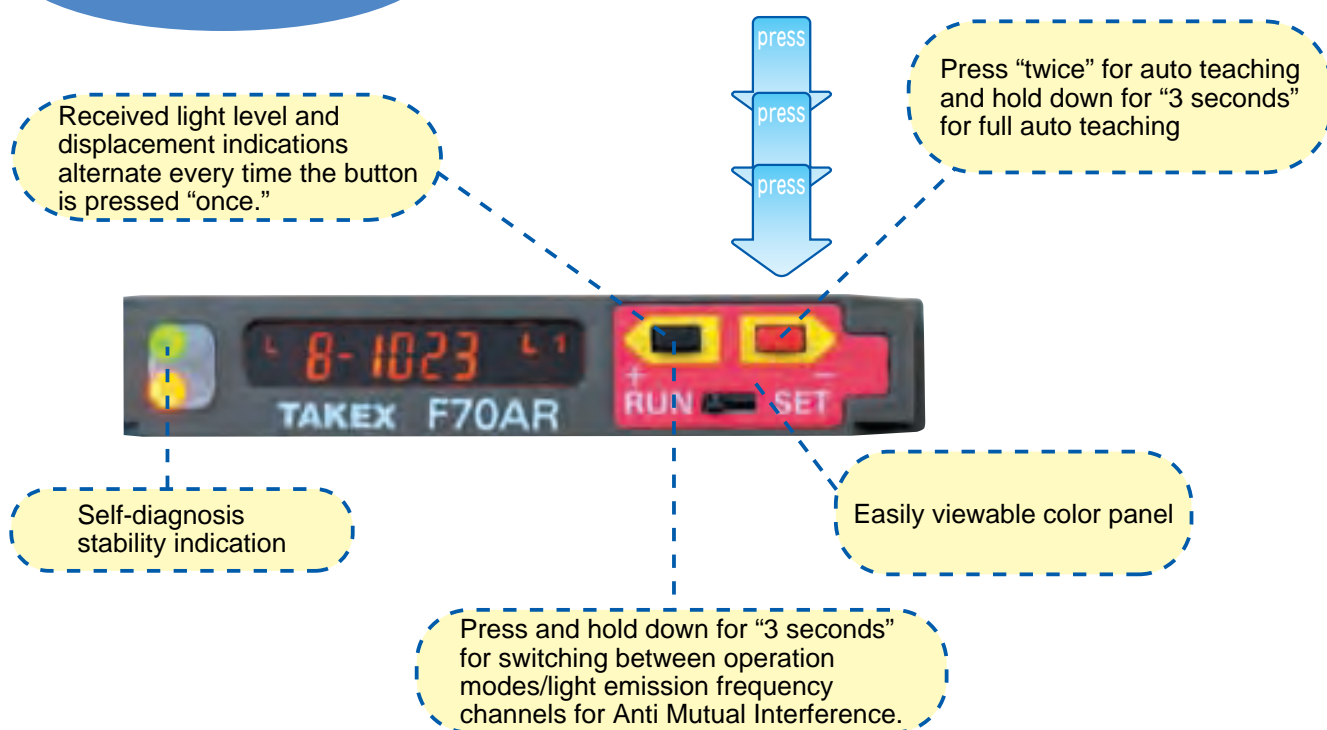 press
press
press
Press “twice” for auto teaching
and hold down for “3 seconds”
for full auto teaching
Received light level and
displacement indications
alternate every time the button
is pressed “once.”
L 8-1023 L 1
+ -
RUN SET
TAKEX F70AR
Self-diagnosis
stability indication
Easily viewable color panel
Press and hold down for “3 seconds”
for switching between operation
modes/light emission frequency
channels for Anti Mutual Interference.